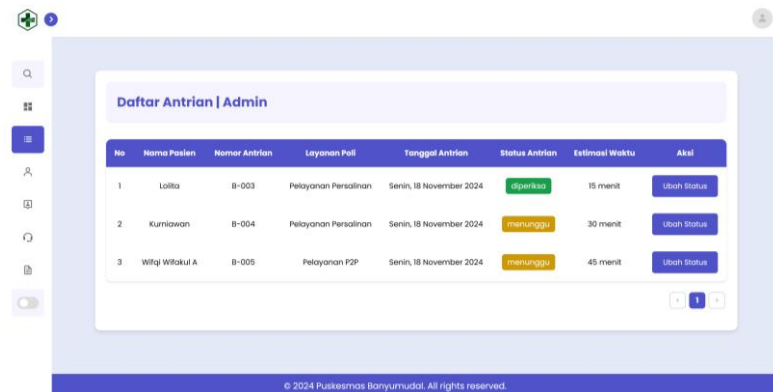 Daftar Antrian | Admin
No Nama Pasien Nomor Antrian Layanan Poli Tanggal Antrian Status Antrian Estimasi Waktu Aksi
1 Lolita B-003 Pelayanan Persalinan Senin, 18 November 2024 diperiksa 15 menit Ubah Status
2 Kurniawan B-004 Pelayanan Persalinan Senin, 18 November 2024 menunggu 30 menit Ubah Status
3 Wifqi Wifakul A B-005 Pelayanan P2P Senin, 18 November 2024 menunggu 45 menit Ubah Status
1
© 2024 Puskesmas Banyumudal. All rights reserved.